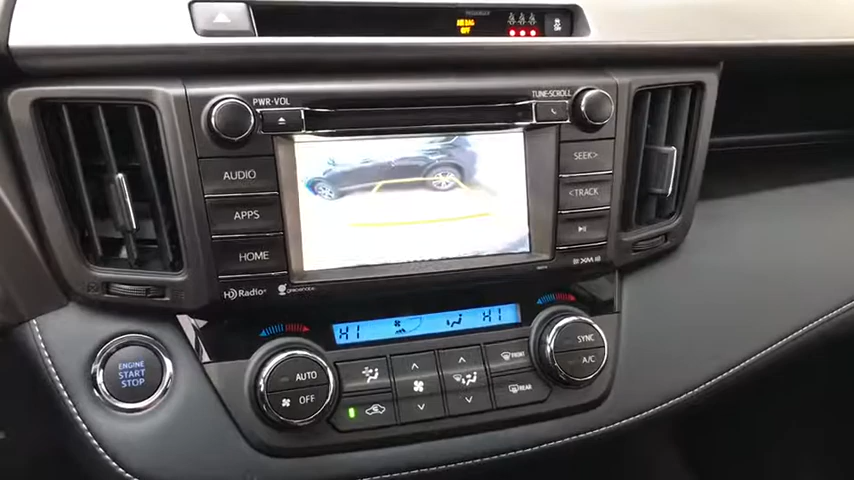 AIR BAG
OFF
PWR·VOL
TUNE·SCROLL
AUDIO
APPS
HOME
SEEK>
<TRACK
HD Radio
XM
ENGINE
START
STOP
HI
HI
AUTO
OFF
FRONT
REAR
SYNC
A/C